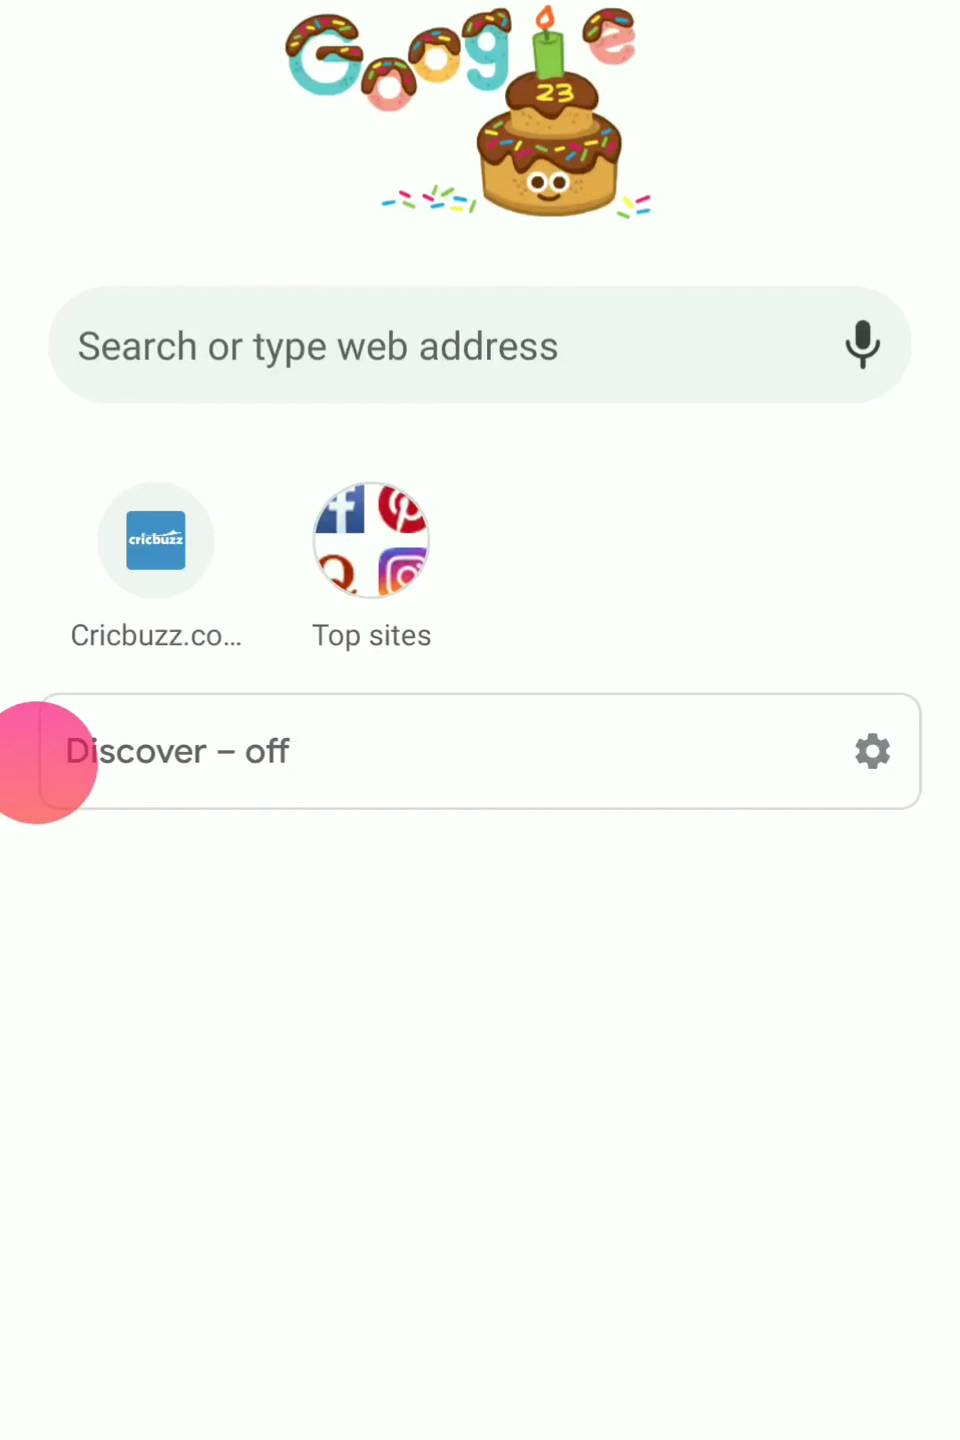 Google
23
Search or type web address
cricbuzz
Cricbuzz.co...
Top sites
Discover – off